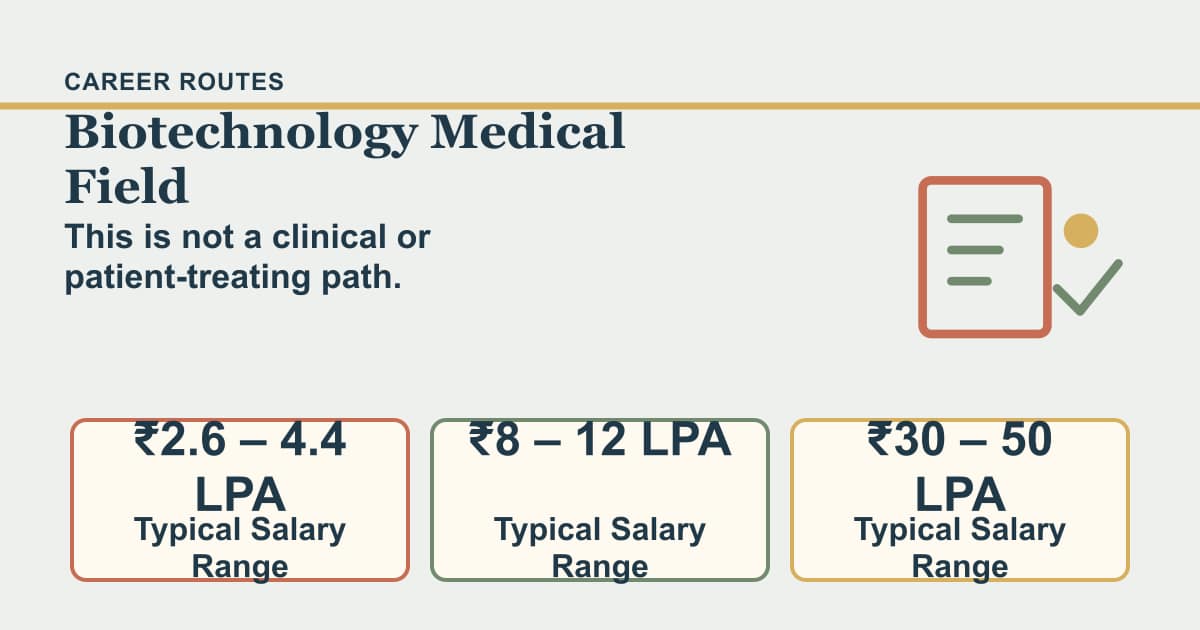 CAREER ROUTES
Biotechnology Medical
Field
This is not a clinical or
patient-treating path.
₹2.6 – 4.4
LPA
Typical Salary
Range
₹8 – 12 LPA
Typical Salary
Range
₹30 – 50
LPA
Typical Salary
Range